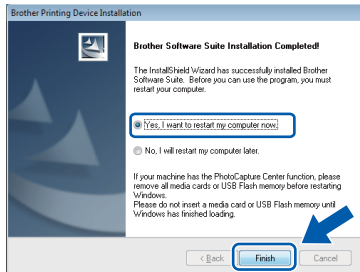 Brother Printing Device Installation
Brother Software Suite Installation Completed!
The InstallShield Wizard has successfully installed Brother
Software Suite. Before you can use the program, you must
restart your computer.
Yes, I want to restart my computer now.
No, I will restart my computer later.
If your machine has the PhotoCapture Center function, please
remove all media cards or USB Flash memory before restarting
Windows.
Please do not insert a media card or USB Flash memory until
Windows has finished loading.
< Back
Finish
Cancel